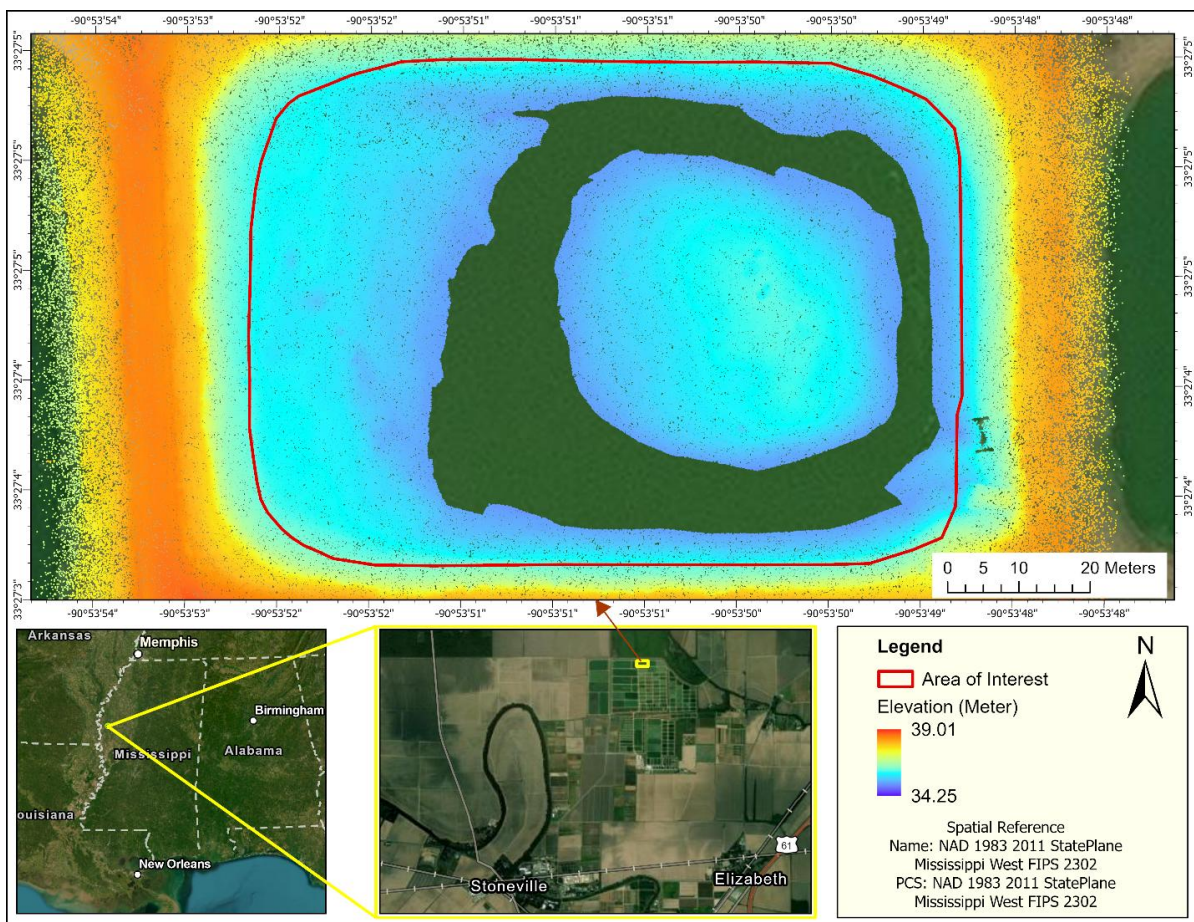 -90°53'54" -90°53'53" -90°53'52" -90°53'52" -90°53'51" -90°53'51" -90°53'50" -90°53'50" -90°53'49" -90°53'48" -90°53'48"
33°27'5" 33°27'5"
33°27'5" 33°27'5"
33°27'5" 33°27'5"
33°27'4" 33°27'4"
33°27'4" 33°27'4"
33°27'3" 33°27'3"
0 5 10 20 Meters
-90°53'54" -90°53'53" -90°53'52" -90°53'52" -90°53'51" -90°53'51" -90°53'51" -90°53'50" -90°53'50" -90°53'49" -90°53'48" -90°53'48"
Arkansas
Memphis
Birmingham
Mississippi
Alabama
ouisiana
New Orleans
61
Stoneville
Elizabeth
Legend
N
Area of Interest
Elevation (Meter)
39.01
34.25
Spatial Reference
Name: NAD 1983 2011 StatePlane
Mississippi West FIPS 2302
PCS: NAD 1983 2011 StatePlane
Mississippi West FIPS 2302